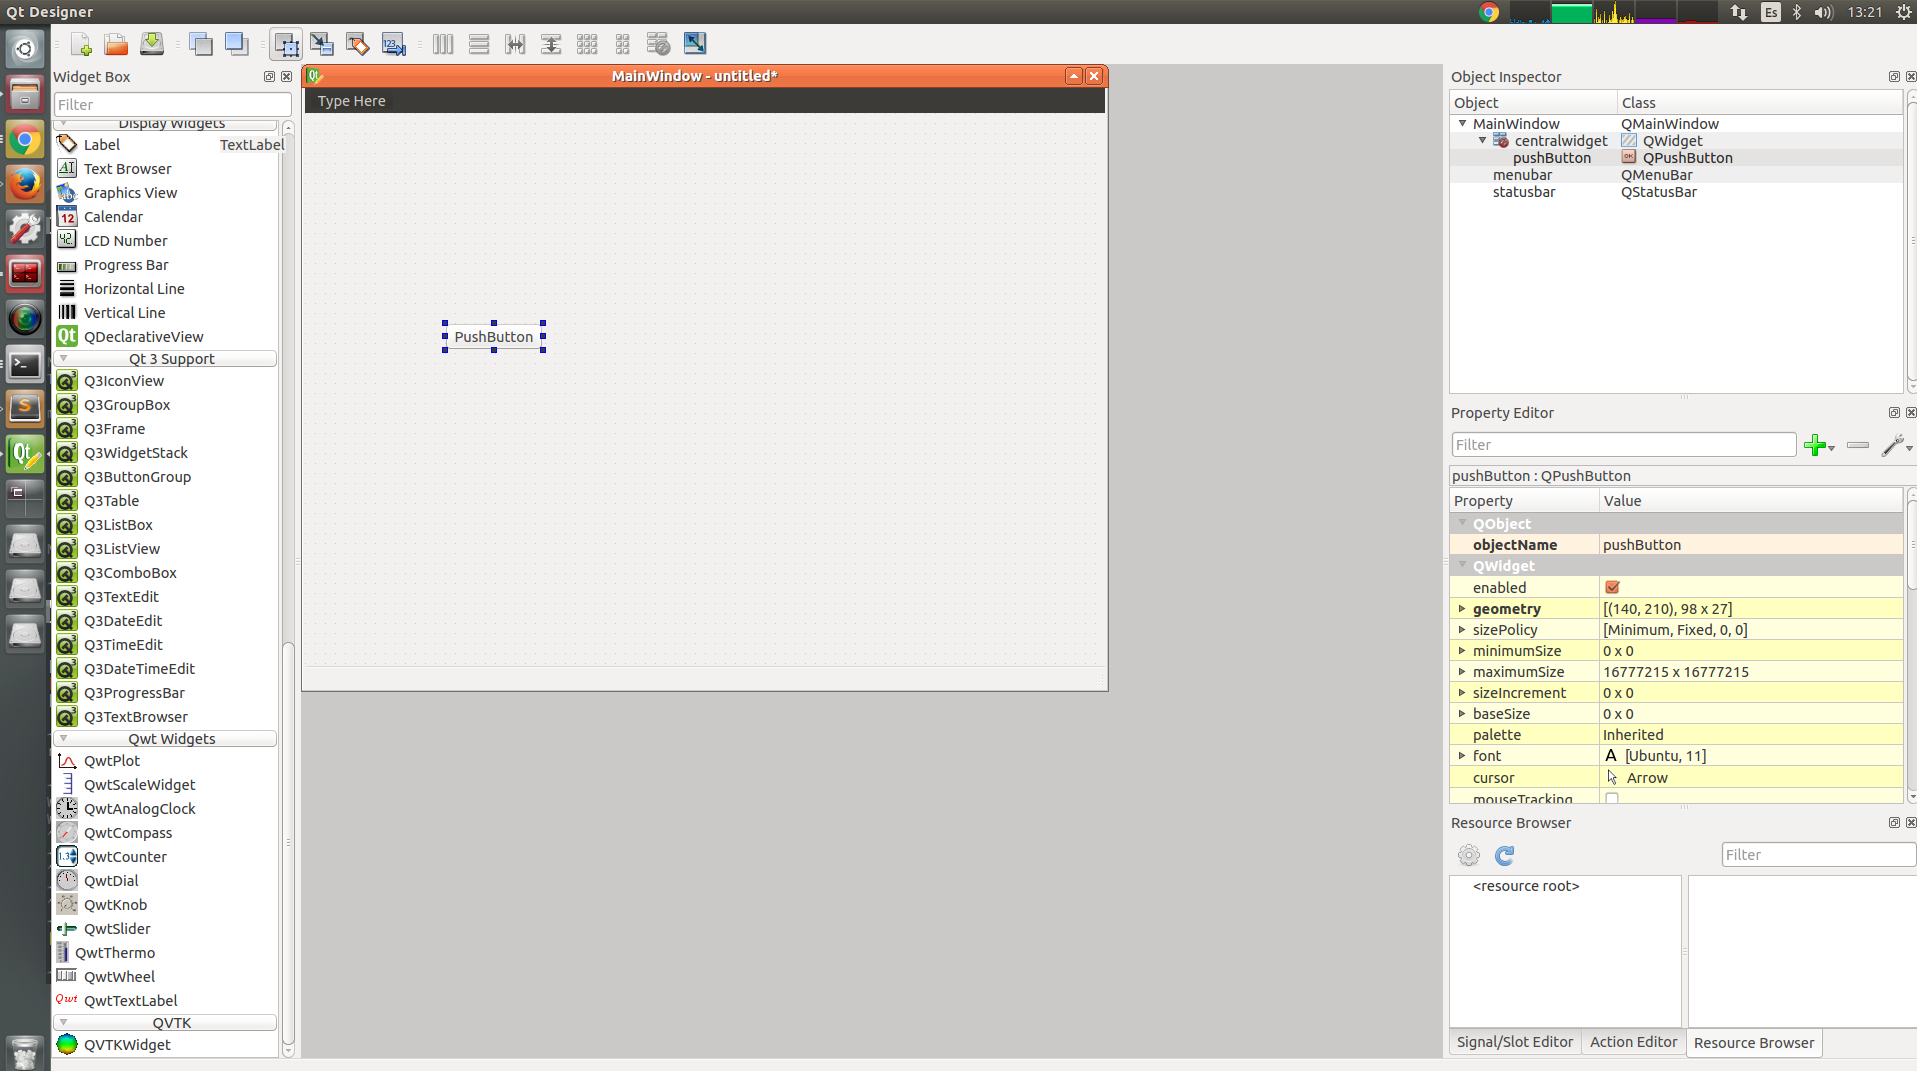 Qt Designer
Es
13:21
Widget Box
Filter
Display Widgets
Label
TextLabel
Text Browser
Graphics View
Calendar
LCD Number
Progress Bar
Horizontal Line
Vertical Line
QDeclarativeView
Qt 3 Support
Q3IconView
Q3GroupBox
Q3Frame
Q3WidgetStack
Q3ButtonGroup
Q3Table
Q3ListBox
Q3ListView
Q3ComboBox
Q3TextEdit
Q3DateEdit
Q3TimeEdit
Q3DateTimeEdit
Q3ProgressBar
Q3TextBrowser
Qwt Widgets
QwtPlot
QwtScaleWidget
QwtAnalogClock
QwtCompass
QwtCounter
QwtDial
QwtKnob
QwtSlider
QwtThermo
QwtWheel
Qwt QwtTextLabel
QVTK
QVTKWidget
MainWindow - untitled*
Type Here
PushButton
Object Inspector
Object Class
MainWindow QMainWindow
centralwidget QWidget
pushButton QPushButton
menubar QMenuBar
statusbar QStatusBar
Property Editor
Filter
pushButton : QPushButton
Property Value
QObject
objectName pushButton
QWidget
enabled
geometry [(140, 210), 98 x 27]
sizePolicy [Minimum, Fixed, 0, 0]
minimumSize 0 x 0
maximumSize 16777215 x 16777215
sizeIncrement 0 x 0
baseSize 0 x 0
palette Inherited
font A [Ubuntu, 11]
cursor Arrow
mouseTracking
Resource Browser
Filter
<resource root>
Signal/Slot Editor Action Editor Resource Browser